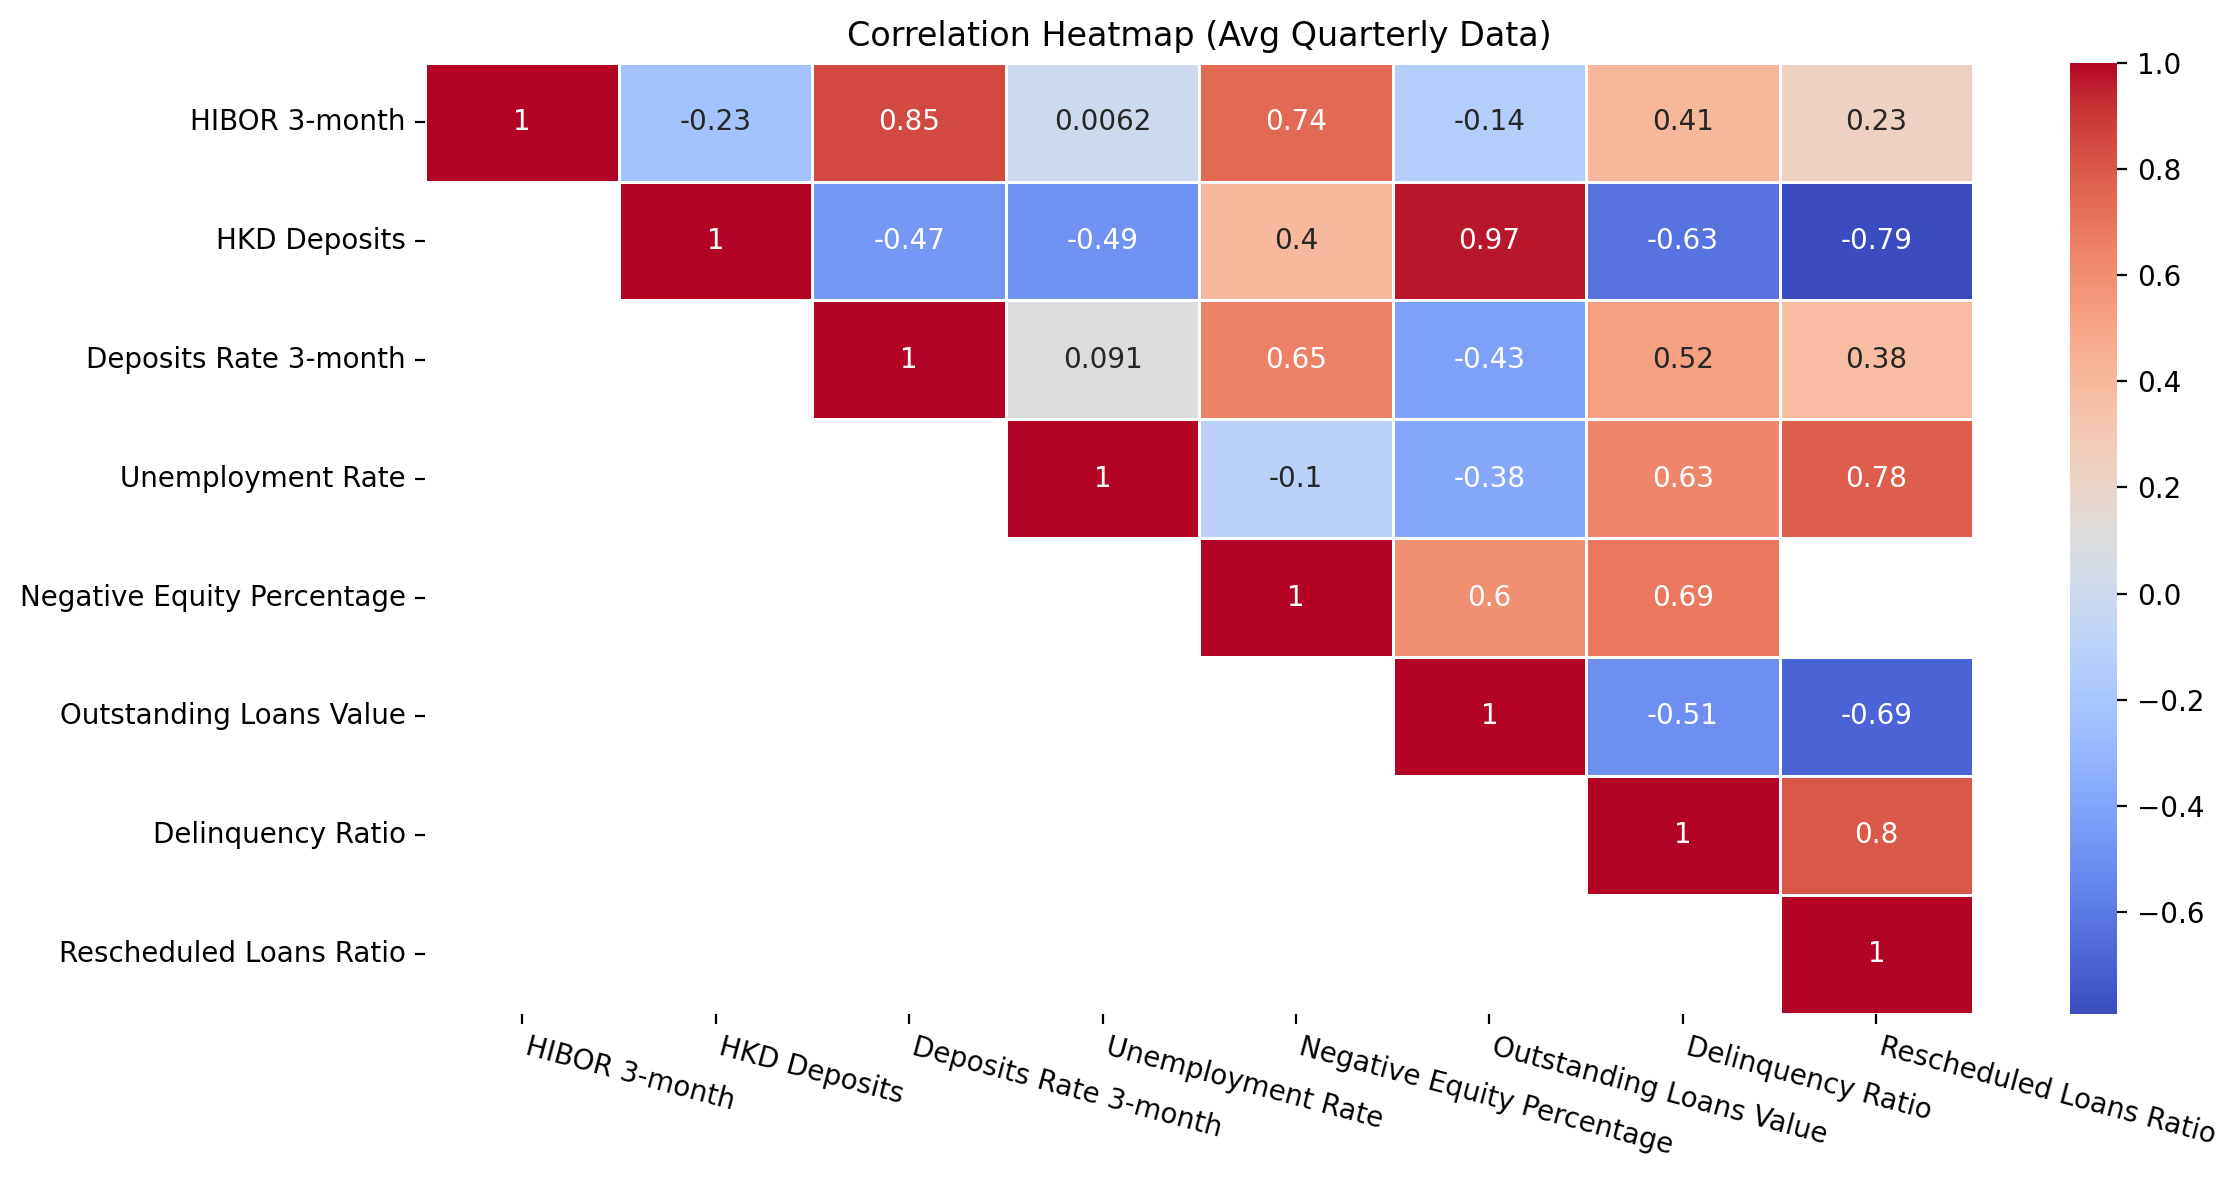 Correlation Heatmap (Avg Quarterly Data)
HIBOR 3-month 1 -0.23 0.85 0.0062 0.74 -0.14 0.41 0.23
HKD Deposits 1 -0.47 -0.49 0.4 0.97 -0.63 -0.79
Deposits Rate 3-month 1 0.091 0.65 -0.43 0.52 0.38
Unemployment Rate 1 -0.1 -0.38 0.63 0.78
Negative Equity Percentage 1 0.6 0.69
Outstanding Loans Value 1 -0.51 -0.69
Delinquency Ratio 1 0.8
Rescheduled Loans Ratio 1
HIBOR 3-month
HKD Deposits
Deposits Rate 3-month
Unemployment Rate
Negative Equity Percentage
Outstanding Loans Value
Delinquency Ratio
Rescheduled Loans Ratio
1.0
0.8
0.6
0.4
0.2
0.0
−0.2
−0.4
−0.6